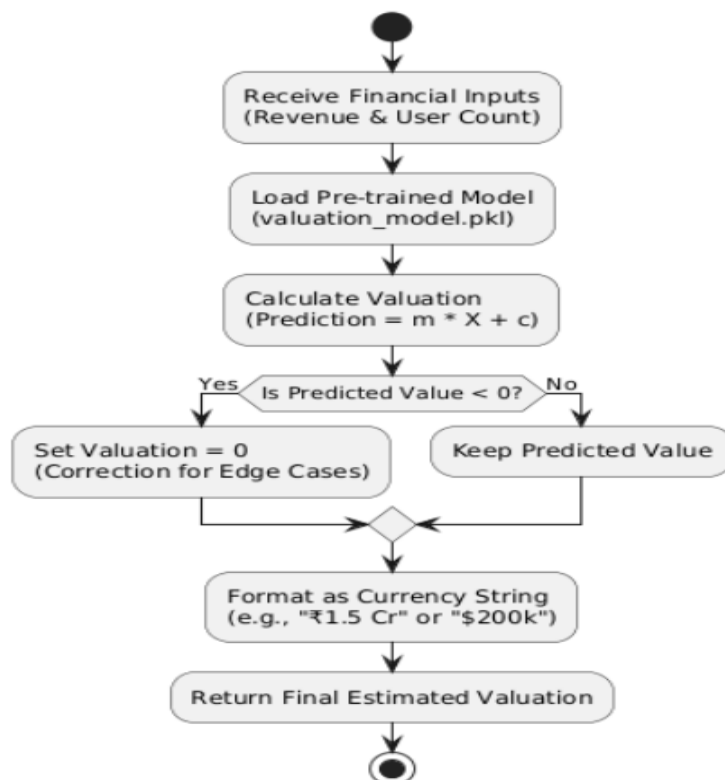 Receive Financial Inputs
(Revenue & User Count)
Load Pre-trained Model
(valuation_model.pkl)
Calculate Valuation
(Prediction = m * X + c)
Is Predicted Value < 0?
Yes
No
Set Valuation = 0
(Correction for Edge Cases)
Keep Predicted Value
Format as Currency String
(e.g., "₹1.5 Cr" or "$200k")
Return Final Estimated Valuation